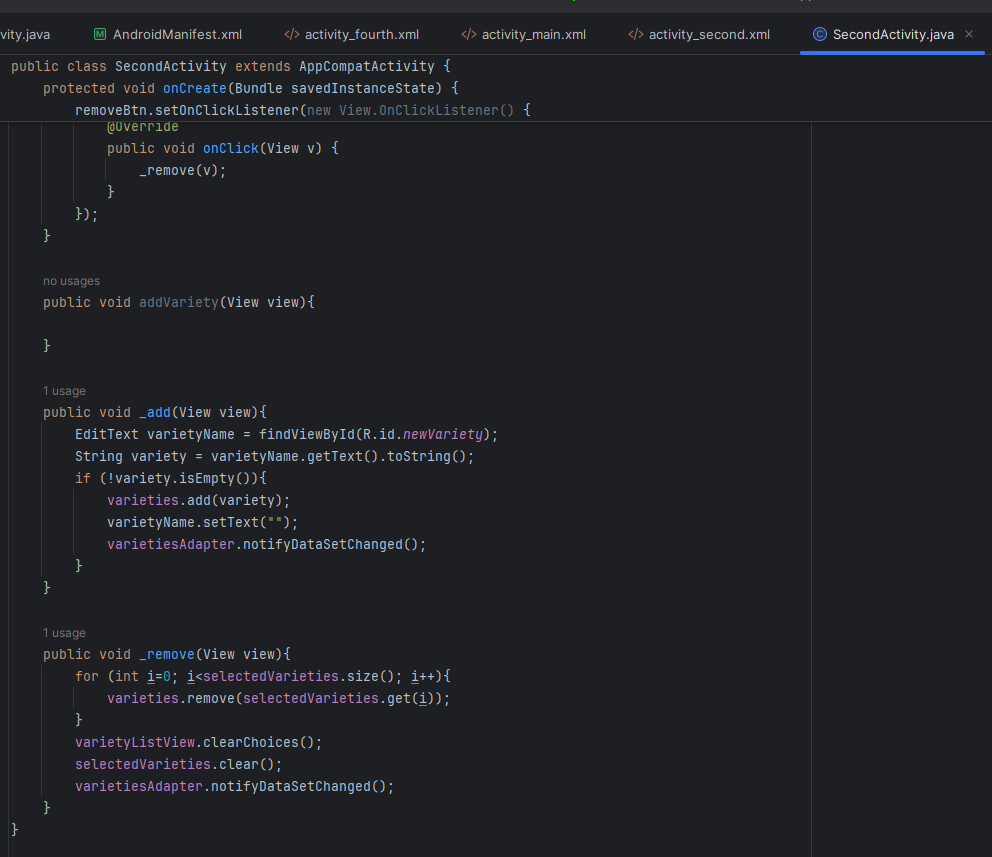 vity.java
AndroidManifest.xml
activity_fourth.xml
activity_main.xml
activity_second.xml
SecondActivity.java
public class SecondActivity extends AppCompatActivity {
protected void onCreate(Bundle savedInstanceState) {
removeBtn.setOnClickListener(new View.OnClickListener() {
@Override
public void onClick(View v) {
_remove(v);
}
});
}
no usages
public void addVariety(View view){
}
1 usage
public void _add(View view){
EditText varietyName = findViewById(R.id.newVariety);
String variety = varietyName.getText().toString();
if (!variety.isEmpty()){
varieties.add(variety);
varietyName.setText("");
varietiesAdapter.notifyDataSetChanged();
}
}
1 usage
public void _remove(View view){
for (int i=0; i<selectedVarieties.size(); i++){
varieties.remove(selectedVarieties.get(i));
}
varietyListView.clearChoices();
selectedVarieties.clear();
varietiesAdapter.notifyDataSetChanged();
}
}